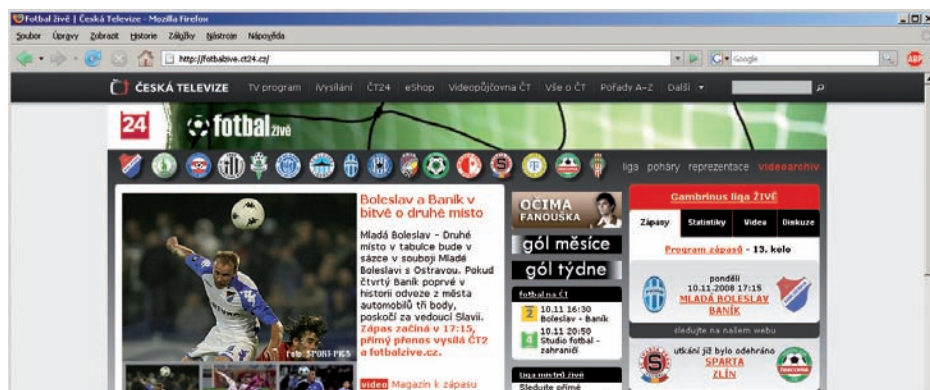 Fotbal živě | Česká Televize - Mozilla Firefox
Soubor Úpravy Zobrazit Historie Záložky Nástroje Nápověda
http://fotbalzive.ct24.cz/
Google
ABP
ČESKÁ TELEVIZE TV program iVysílání ČT24 eShop Videopůjčovna ČT Vše o ČT Pořady A-Z Další
24 fotbal živě
liga poháry reprezentace videoarchiv
Boleslav a Baník v
bitvě o druhé místo
Mladá Boleslav - Druhé
místo v tabulce bude v
sázce v souboji Mladé
Boleslavi s Ostravou. Pokud
čtvrtý Baník poprvé v
historii odveze z města
automobilů tři body,
poskočí za vedoucí Slavii.
Zápas začíná v 17:15,
přímý přenos vysílá ČT2
a fotbalzive.cz.
Foto: SPORT-PICS
video Magazín k zápasu
OČIMA
FANOUŠKA
gól měsíce
gól týdne
fotbal na ČT
2 10.11 16:30
Boleslav - Baník
4 10.11 20:50
Studio fotbal -
zahraničí
Liga mistrů živě
Sledujte přímé
Gambrinus liga ŽIVĚ
Zápasy Statistiky Videa Diskuze
Program zápasů - 13. kolo
pondělí
10.11.2008 17:15
MLADÁ BOLESLAV
BANÍK
sledujte na našem webu
utkání již bylo odehráno
SPARTA
ZLÍN